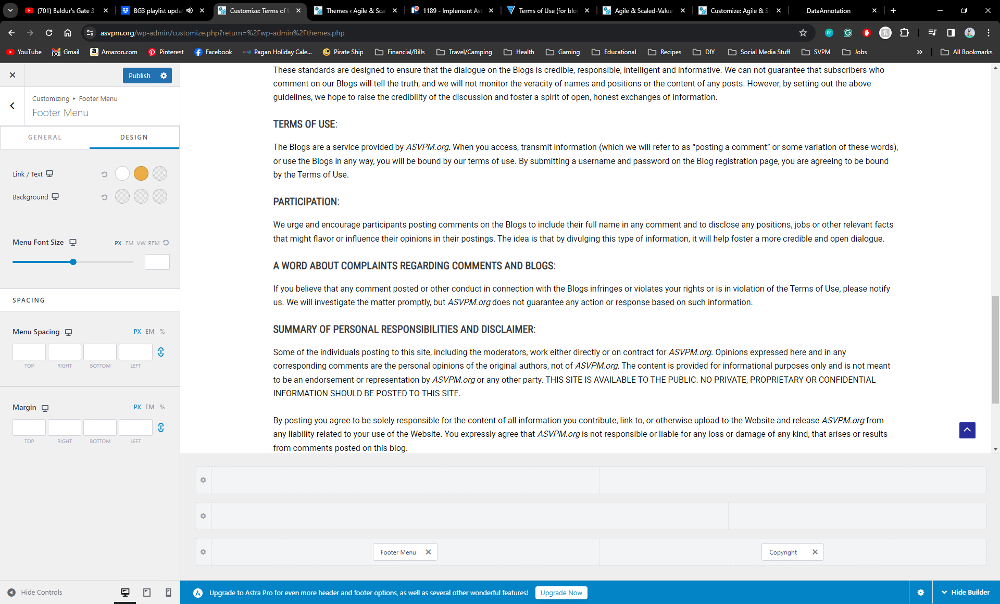 (701) Baldur's Gate 3
BG3 playlist upda
Customize: Terms of U
Themes ‹ Agile & Sca
1189 - Implement Ast
Terms of Use (for blo
Agile & Scaled-Value
Customize: Agile & S
DataAnnotation
asvpm.org/wp-admin/customize.php?return=%2Fwp-admin%2Fthemes.php
YouTube
Gmail
Amazon.com
Pinterest
Facebook
Pagan Holiday Cale...
Pirate Ship
Financial/Bills
Travel/Camping
Health
Gaming
Educational
Recipes
DIY
Social Media Stuff
SVPM
Jobs
All Bookmarks
Publish
Customizing ▸ Footer Menu
Footer Menu
GENERAL
DESIGN
Link / Text
Background
Menu Font Size
PX EM VW REM
SPACING
Menu Spacing
PX EM %
TOP RIGHT BOTTOM LEFT
Margin
PX EM %
TOP RIGHT BOTTOM LEFT
Hide Controls
These standards are designed to ensure that the dialogue on the Blogs is credible, responsible, intelligent and informative. We can not guarantee that subscribers who
comment on our Blogs will tell the truth, and we will not monitor the veracity of names and positions or the content of any posts. However, by setting out the above
guidelines, we hope to raise the credibility of the discussion and foster a spirit of open, honest exchanges of information.
TERMS OF USE:
The Blogs are a service provided by ASVPM.org. When you access, transmit information (which we will refer to as “posting a comment” or some variation of these words),
or use the Blogs in any way, you will be bound by our terms of use. By submitting a username and password on the Blog registration page, you are agreeing to be bound
by the Terms of Use.
PARTICIPATION:
We urge and encourage participants posting comments on the Blogs to include their full name in any comment and to disclose any positions, jobs or other relevant facts
that might flavor or influence their opinions in their postings. The idea is that by divulging this type of information, it will help foster a more credible and open dialogue.
A WORD ABOUT COMPLAINTS REGARDING COMMENTS AND BLOGS:
If you believe that any comment posted or other conduct in connection with the Blogs infringes or violates your rights or is in violation of the Terms of Use, please notify
us. We will investigate the matter promptly, but ASVPM.org does not guarantee any action or response based on such information.
SUMMARY OF PERSONAL RESPONSIBILITIES AND DISCLAIMER:
Some of the individuals posting to this site, including the moderators, work either directly or on contract for ASVPM.org. Opinions expressed here and in any
corresponding comments are the personal opinions of the original authors, not of ASVPM.org. The content is provided for informational purposes only and is not meant
to be an endorsement or representation by ASVPM.org or any other party. THIS SITE IS AVAILABLE TO THE PUBLIC. NO PRIVATE, PROPRIETARY OR CONFIDENTIAL
INFORMATION SHOULD BE POSTED TO THIS SITE.
By posting you agree to be solely responsible for the content of all information you contribute, link to, or otherwise upload to the Website and release ASVPM.org from
any liability related to your use of the Website. You expressly agree that ASVPM.org is not responsible or liable for any loss or damage of any kind, that arises or results
from comments posted on this blog.
Footer Menu
Copyright
Upgrade to Astra Pro for even more header and footer options, as well as several other wonderful features!
Upgrade Now
Hide Builder